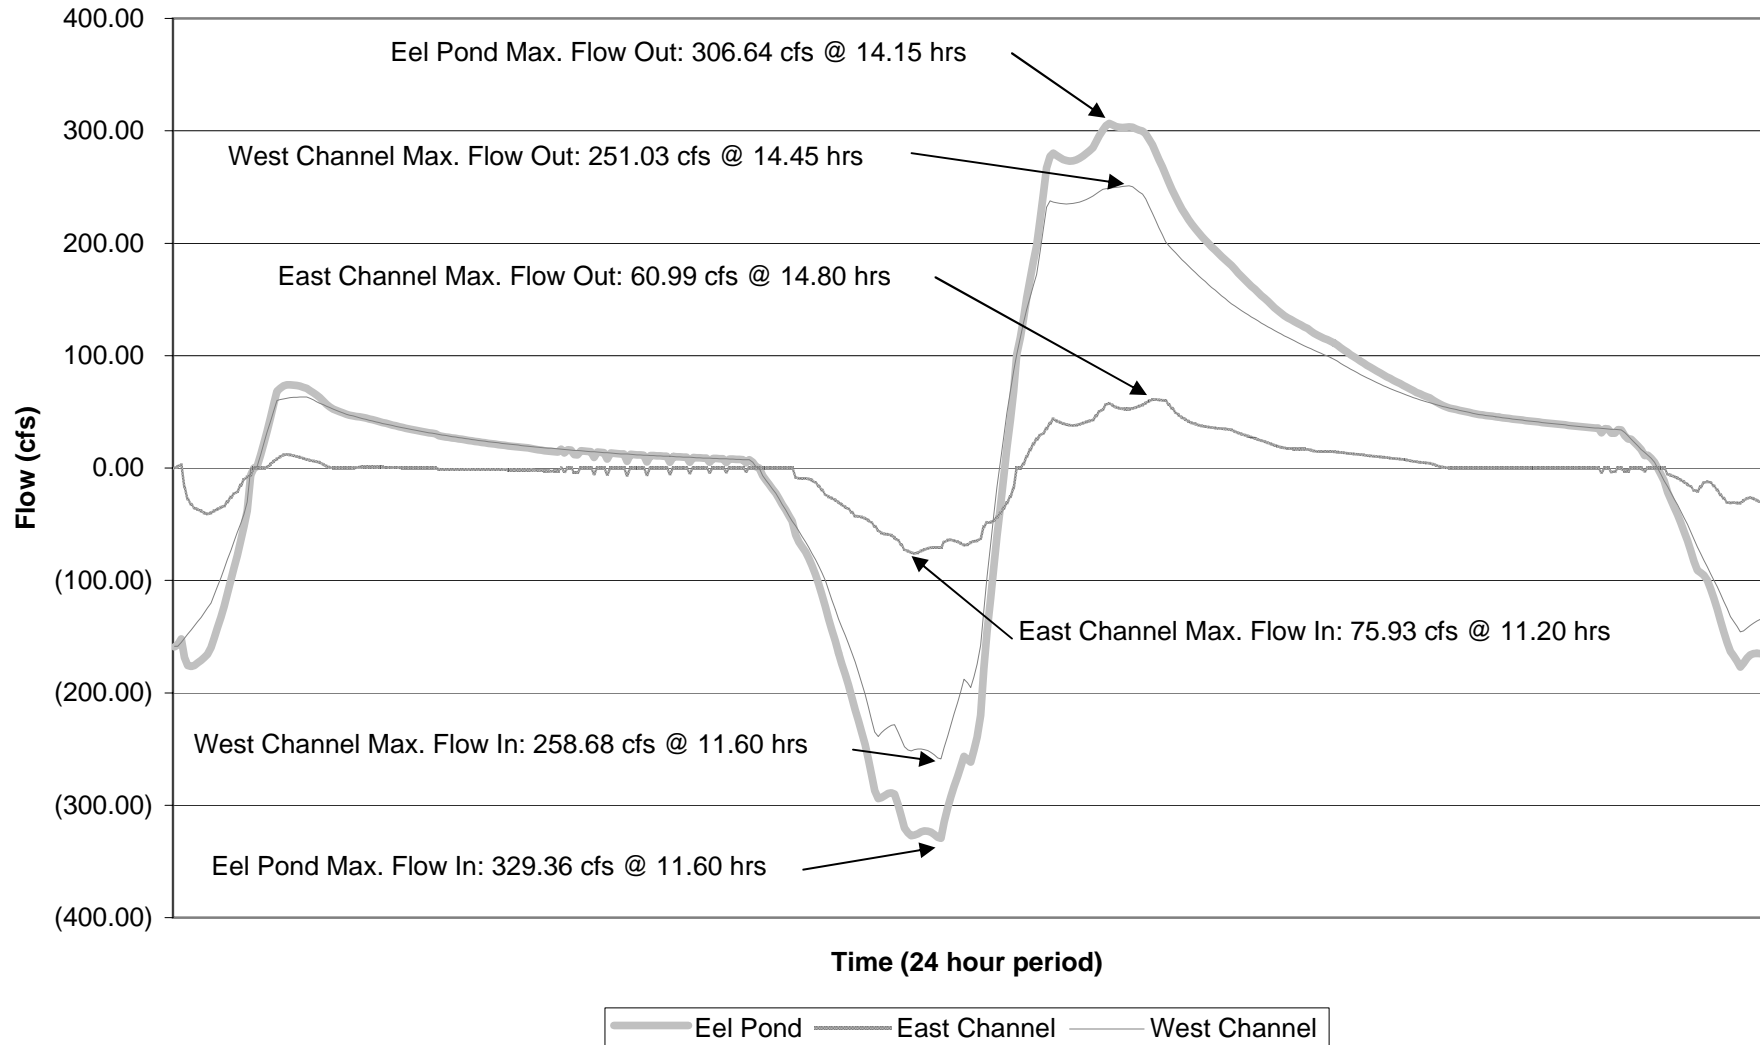 400.00
Eel Pond Max. Flow Out: 306.64 cfs @ 14.15 hrs
300.00
West Channel Max. Flow Out: 251.03 cfs @ 14.45 hrs
200.00
East Channel Max. Flow Out: 60.99 cfs @ 14.80 hrs
100.00
Flow (cfs)
0.00
(100.00)
East Channel Max. Flow In: 75.93 cfs @ 11.20 hrs
(200.00)
West Channel Max. Flow In: 258.68 cfs @ 11.60 hrs
(300.00)
Eel Pond Max. Flow In: 329.36 cfs @ 11.60 hrs
(400.00)
Time (24 hour period)
Eel Pond East Channel West Channel